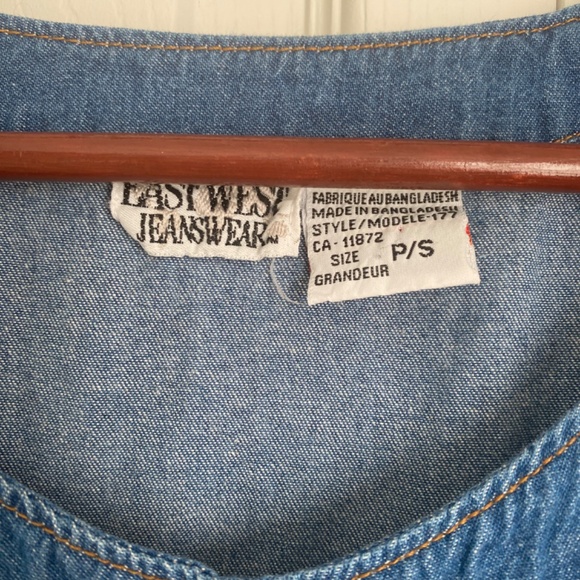 EAST WEST
JEANSWEAR
FABRIQUE AU BANGLADESH
MADE IN BANGLADESH
STYLE/MODELE-177
CA-11872
SIZE P/S
GRANDEUR